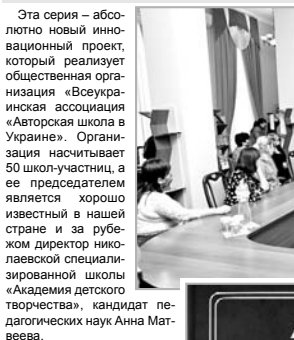 Эта серия – абсо-
лютно новый инно-
вационный проект,
который реализует
общественная орга-
низация «Всеукра-
инская ассоциация
«Авторская школа в
Украине». Органи-
зация насчитывает
50 школ-участниц, а
ее председателем
является хорошо
известный в нашей
стране и за рубе-
жом директор нико-
лаевской специали-
зированной школы
«Академия детского
творчества», кандидат пе-
дагогических наук Анна Мат-
веева.